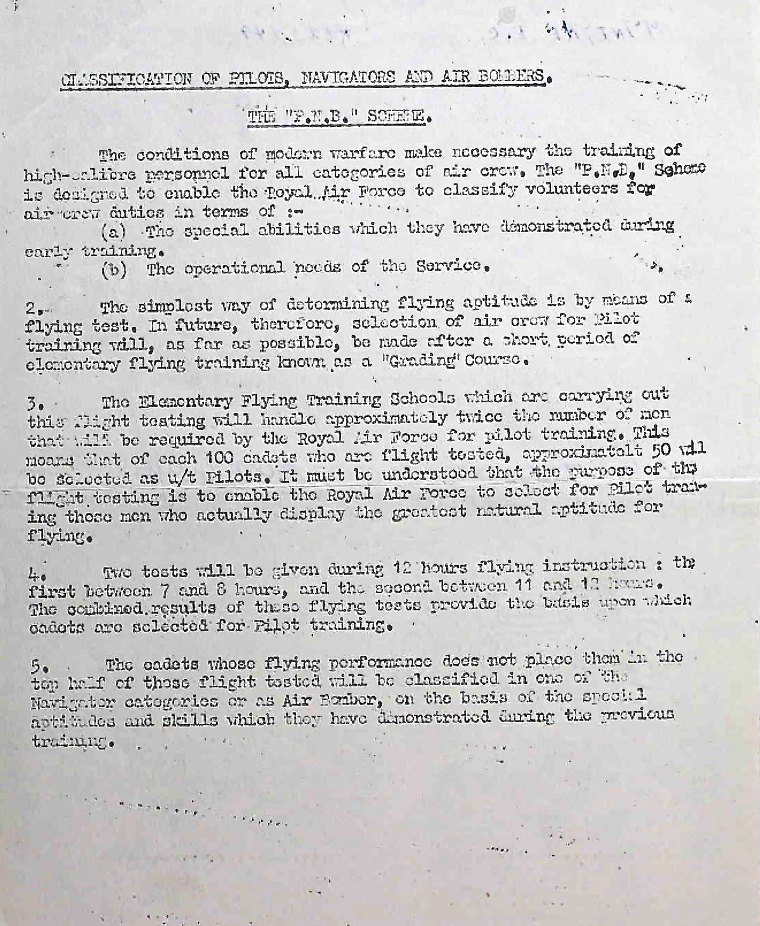 CLASSIFICATION OF PILOTS, NAVIGATORS AND AIR BOMBERS.
THE "P.N.B." SCHEME.
The conditions of modern warfare make necessary the training of
high-calibre personnel for all categories of air crew. The "P.N.B." Scheme
is designed to enable the Royal Air Force to classify volunteers for
air crew duties in terms of :-
(a) The special abilities which they have demonstrated during
early training.
(b) The operational needs of the Service.
2. The simplest way of determining flying aptitude is by means of a
flying test. In future, therefore, selection of air crew for Pilot
training will, as far as possible, be made after a short period of
elementary flying training known as a "Grading" Course.
3. The Elementary Flying Training Schools which are carrying out
this flight testing will handle approximately twice the number of men
that will be required by the Royal Air Force for pilot training. This
means that of each 100 cadets who are flight tested, approximatelt 50 will
be selected as u/t Pilots. It must be understood that the purpose of the
flight testing is to enable the Royal Air Force to select for Pilot train-
ing those men who actually display the greatest natural aptitude for
flying.
4. Two tests will be given during 12 hours flying instruction : the
first between 7 and 8 hours, and the second between 11 and 12 hours.
The combined results of these flying tests provide the basis upon which
cadets are selected for Pilot training.
5. The cadets whose flying performance does not place them in the
top half of those flight tested will be classified in one of the
Navigator categories or as Air Bomber, on the basis of the special
aptitudes and skills which they have demonstrated during the previous
training.